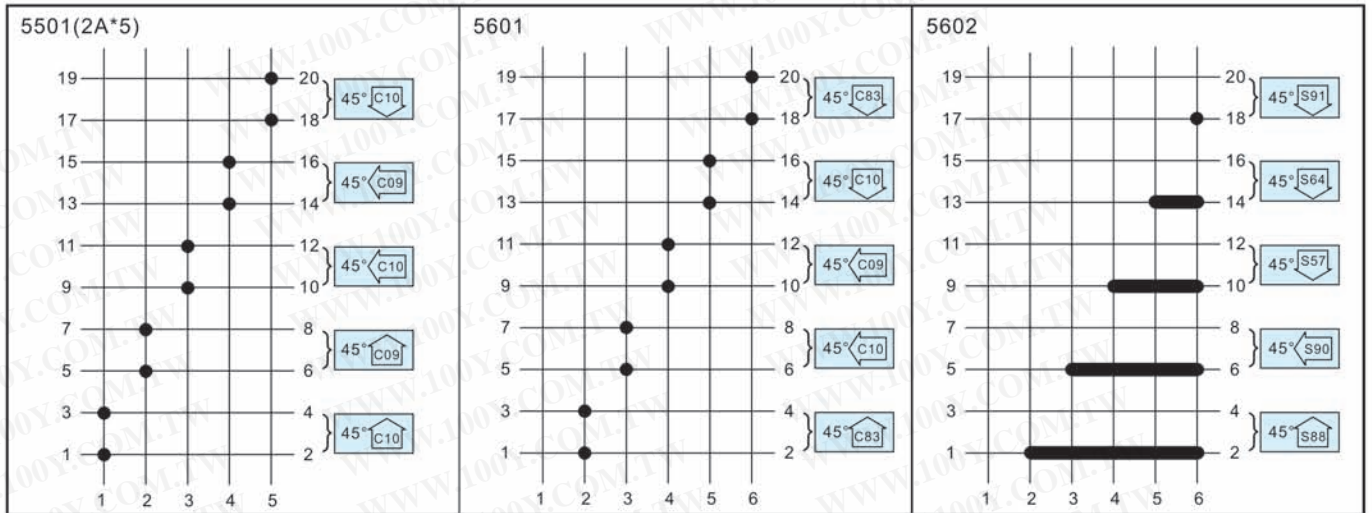 5501(2A*5)
19 20
45° C10
17 18
15 16
45° C09
13 14
11 12
45° C10
9 10
7 8
45° C09
5 6
3 4
45° C10
1 2
1 2 3 4 5
5601
19 20
45° C83
17 18
15 16
45° C10
13 14
11 12
45° C09
9 10
7 8
45° C10
5 6
3 4
45° C83
1 2
1 2 3 4 5 6
5602
19 20
45° S91
17 18
15 16
45° S64
13 14
11 12
45° S57
9 10
7 8
45° S90
5 6
3 4
45° S88
1 2
1 2 3 4 5 6
WWW.100Y.COM.TW